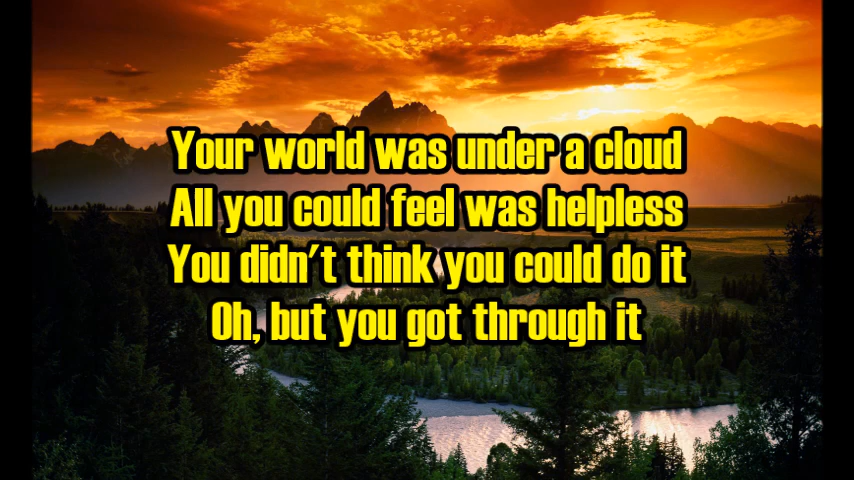 Your world was under a cloud
All you could feel was helpless
You didn't think you could do it
Oh, but you got through it